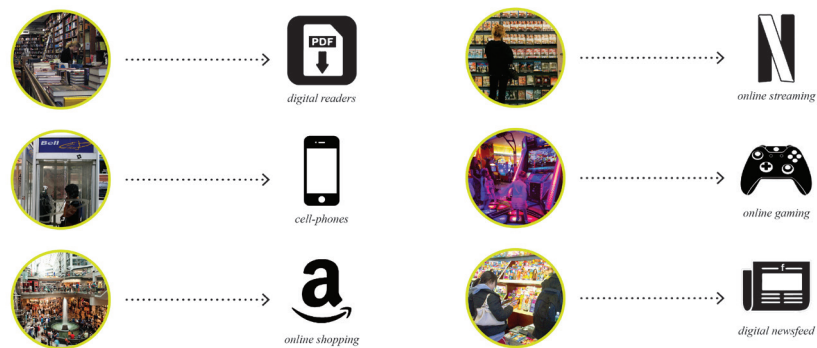 PDF
digital readers
N
online streaming
Bell
cell-phones
online gaming
a
online shopping
f
digital newsfeed